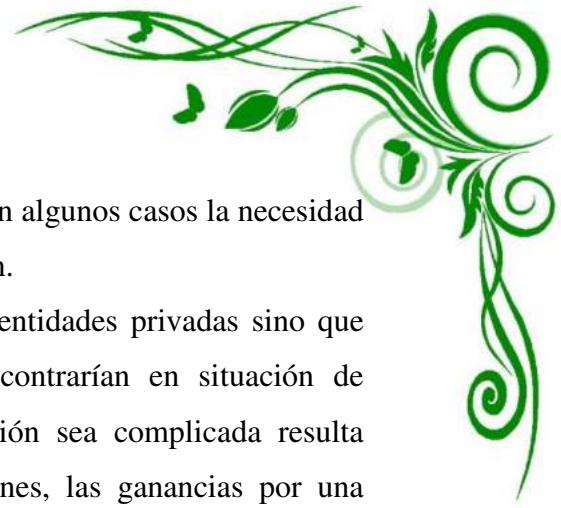 n algunos casos la necesidad
n.
entidades privadas sino que
contrarían en situación de
ión sea complicada resulta
nes, las ganancias por una